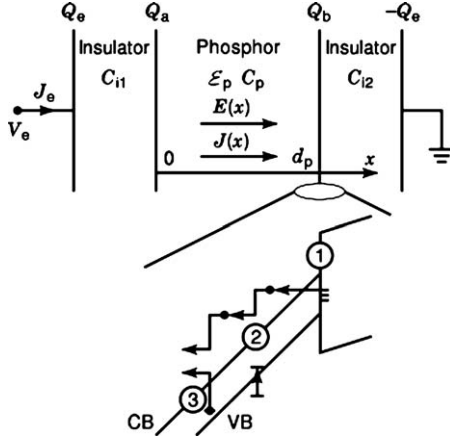 Qe Qa Qb -Qe
Insulator Phosphor Insulator
Ci1 Ɛp Cp Ci2
Je E(x)
Ve J(x)
0 dp x
1
2
3
CB VB